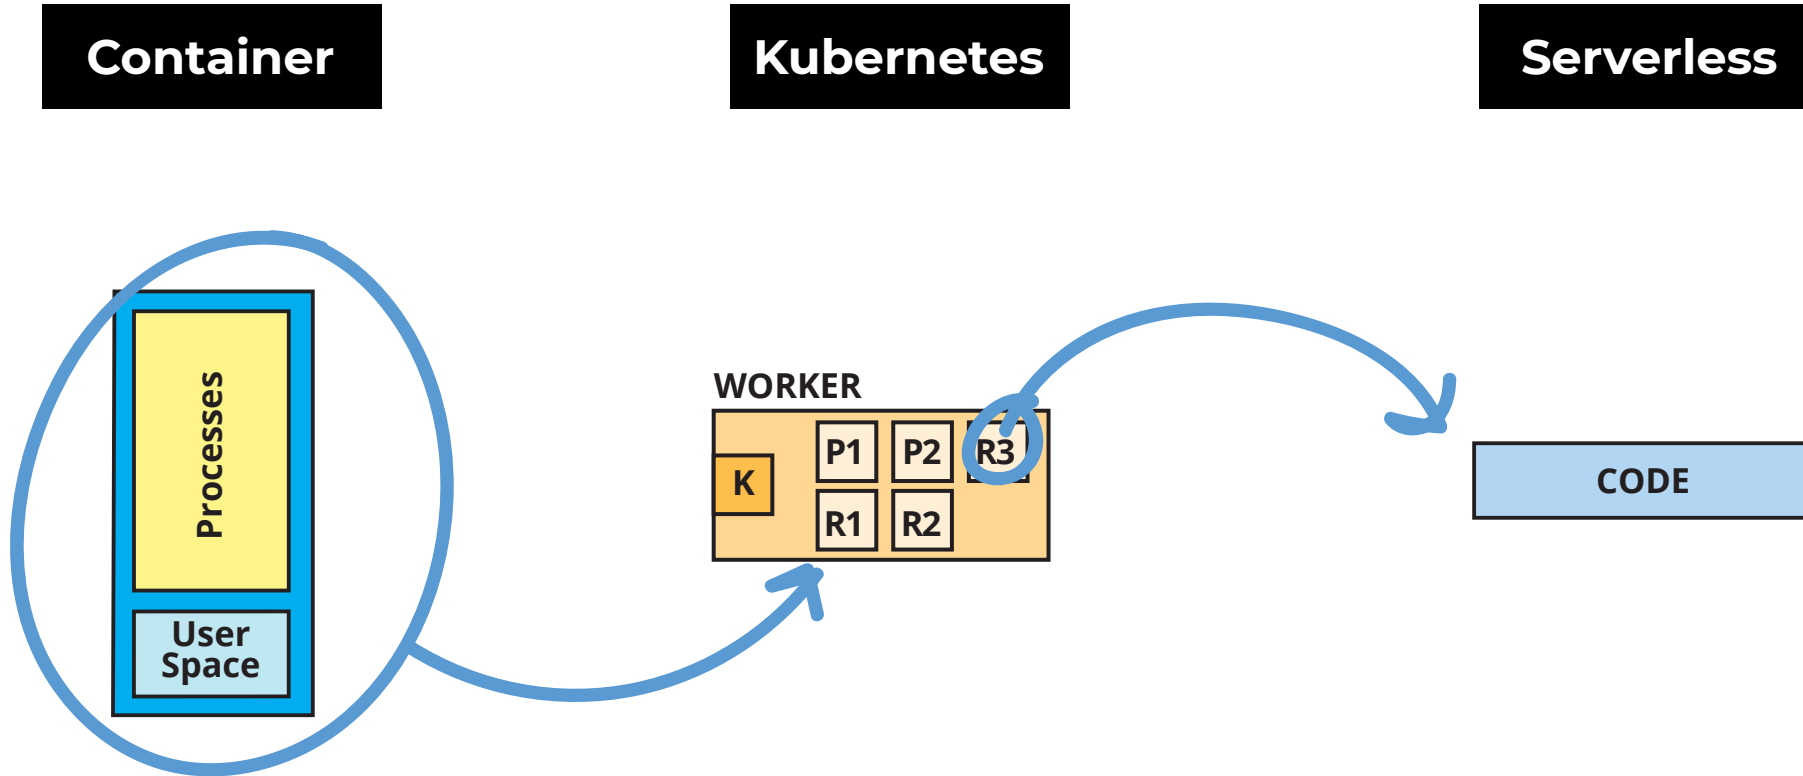 Container
Kubernetes
Serverless
Processes
User
Space
WORKER
K
P1
P2
R3
R1
R2
CODE